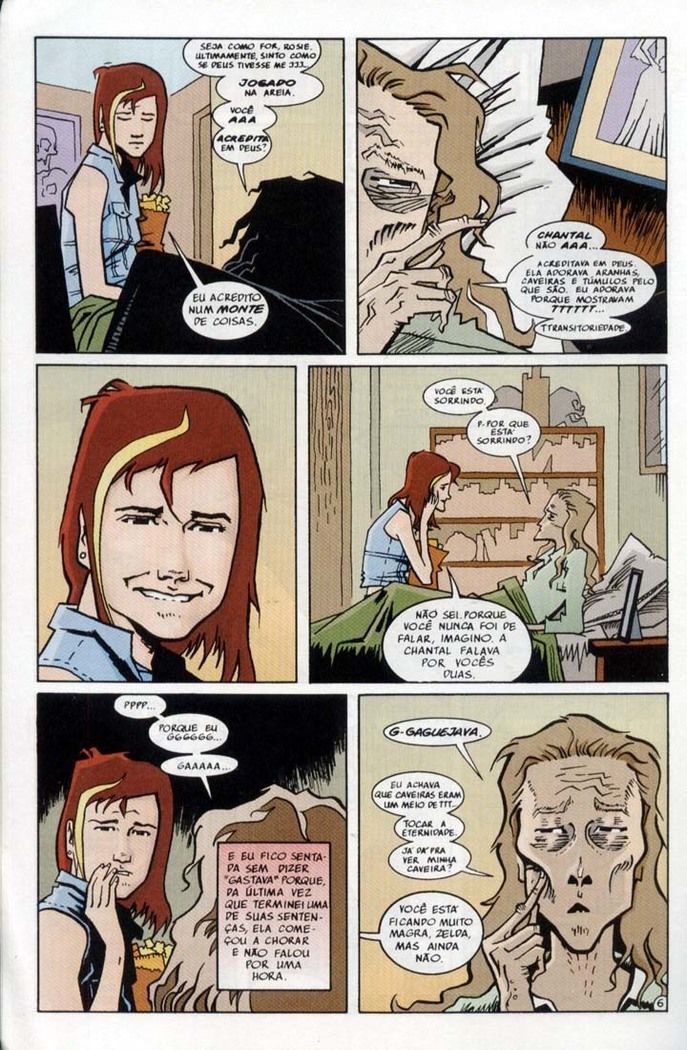 SEJA COMO FOR, ROSIE.
ULTIMAMENTE, SINTO COMO
SE DEUS TIVESSE ME JJJ...
JOGADO
NA AREIA.
VOCÊ
AAA
ACREDITA
EM DEUS?
EU ACREDITO
NUM MONTE
DE COISAS.
CHANTAL
NÃO AAA...
ACREDITAVA EM DEUS.
ELA ADORAVA ARANHAS,
CAVEIRAS E TÚMULOS PELO
QUE SÃO. EU ADORAVA
PORQUE MOSTRAVAM
TTTTTT...
TTRANSITORIEDADE.
VOCÊ ESTÁ
SORRINDO.
P-POR QUE
ESTÁ
SORRINDO?
NÃO SEI. PORQUE
VOCÊ NUNCA FOI DE
FALAR, IMAGINO. A
CHANTAL FALAVA
POR VOCÊS
DUAS.
PPPP...
PORQUE EU
GGGGGG...
GAAAAA...
E EU FICO SENTA-
DA SEM DIZER
"GASTAVA" PORQUE,
DA ÚLTIMA VEZ
QUE TERMINEI UMA
DE SUAS SENTEN-
ÇAS, ELA COME-
ÇOU A CHORAR
E NÃO FALOU
POR UMA
HORA.
G-GAGUEJAVA.
EU ACHAVA
QUE CAVEIRAS ERAM
UM MEIO DE TTT...
TOCAR A
ETERNIDADE.
JÁ DÁ PRA
VER MINHA
CAVEIRA?
VOCÊ ESTÁ
FICANDO MUITO
MAGRA, ZELDA,
MAS AINDA
NÃO.
6